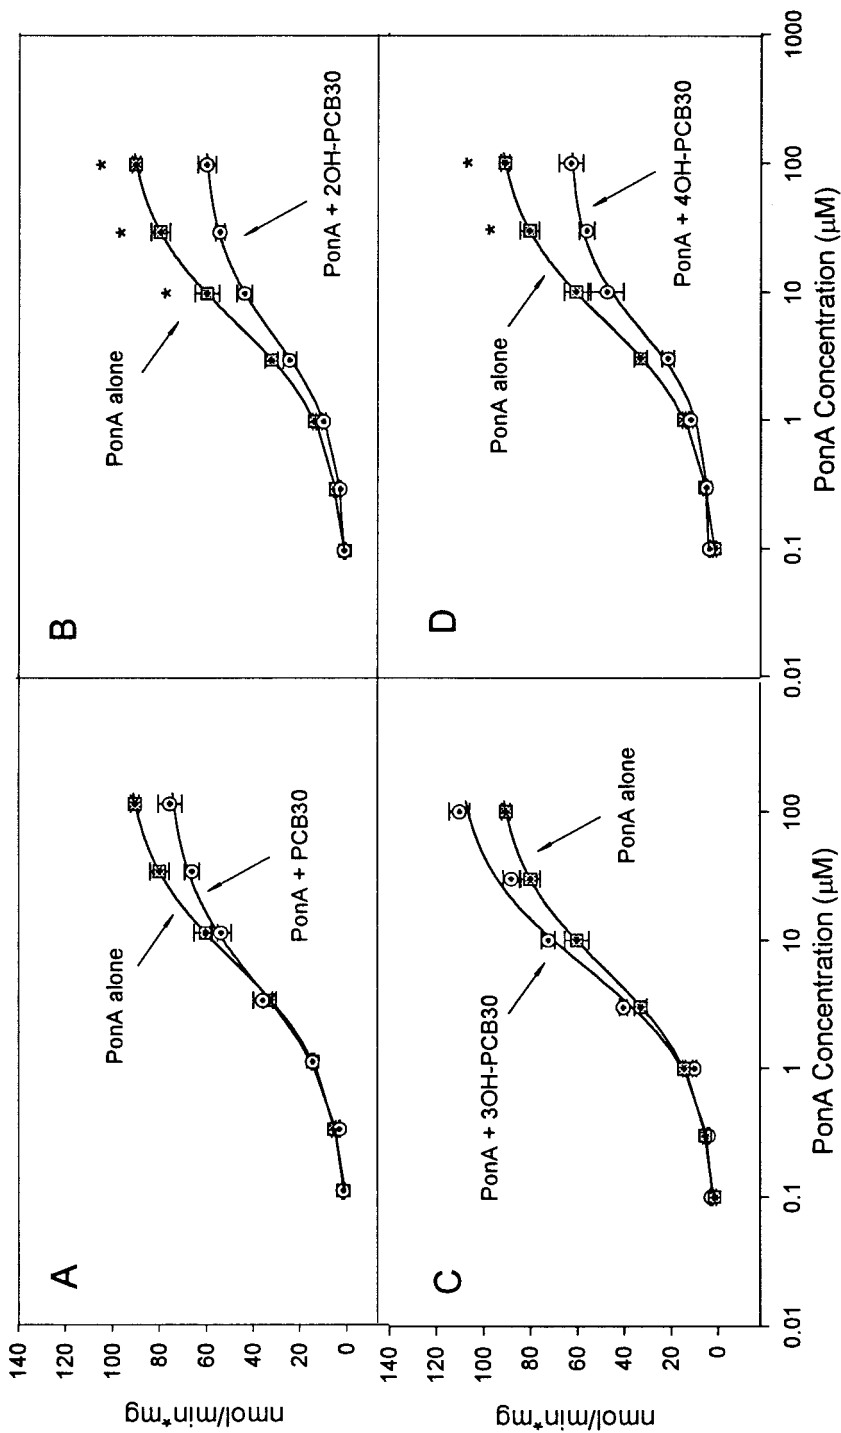 A
140
120
100
80
60
40
20
0
nmol/min*mg
PonA alone
PonA + PCB30
B
*
*
*
PonA alone
PonA + 2OH-PCB30
C
140
120
100
80
60
40
20
0
nmol/min*mg
PonA + 3OH-PCB30
PonA alone
0.01 0.1 1 10 100
PonA Concentration (μM)
D
*
*
PonA alone
PonA + 4OH-PCB30
0.01 0.1 1 10 100 1000
PonA Concentration (μM)